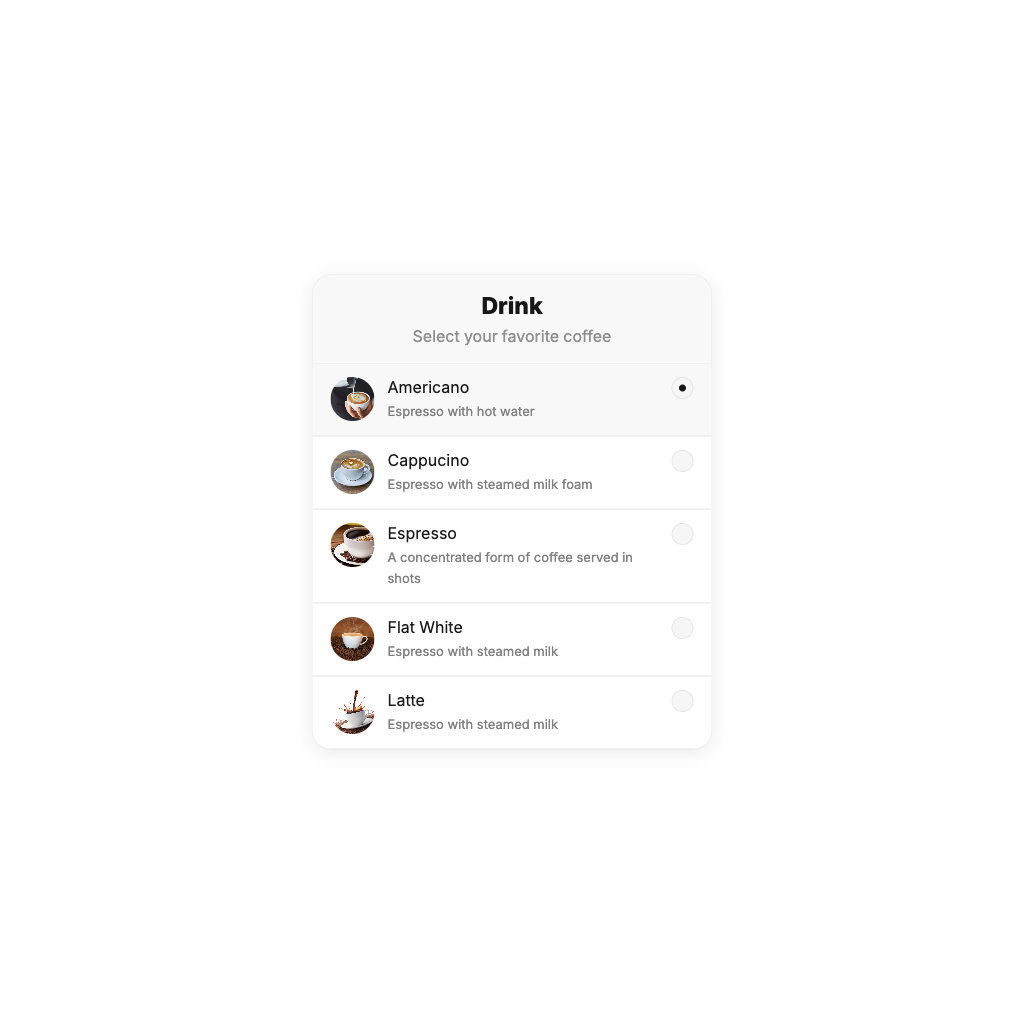 Drink
Select your favorite coffee
Americano
Espresso with hot water
Cappucino
Espresso with steamed milk foam
Espresso
A concentrated form of coffee served in
shots
Flat White
Espresso with steamed milk
Latte
Espresso with steamed milk